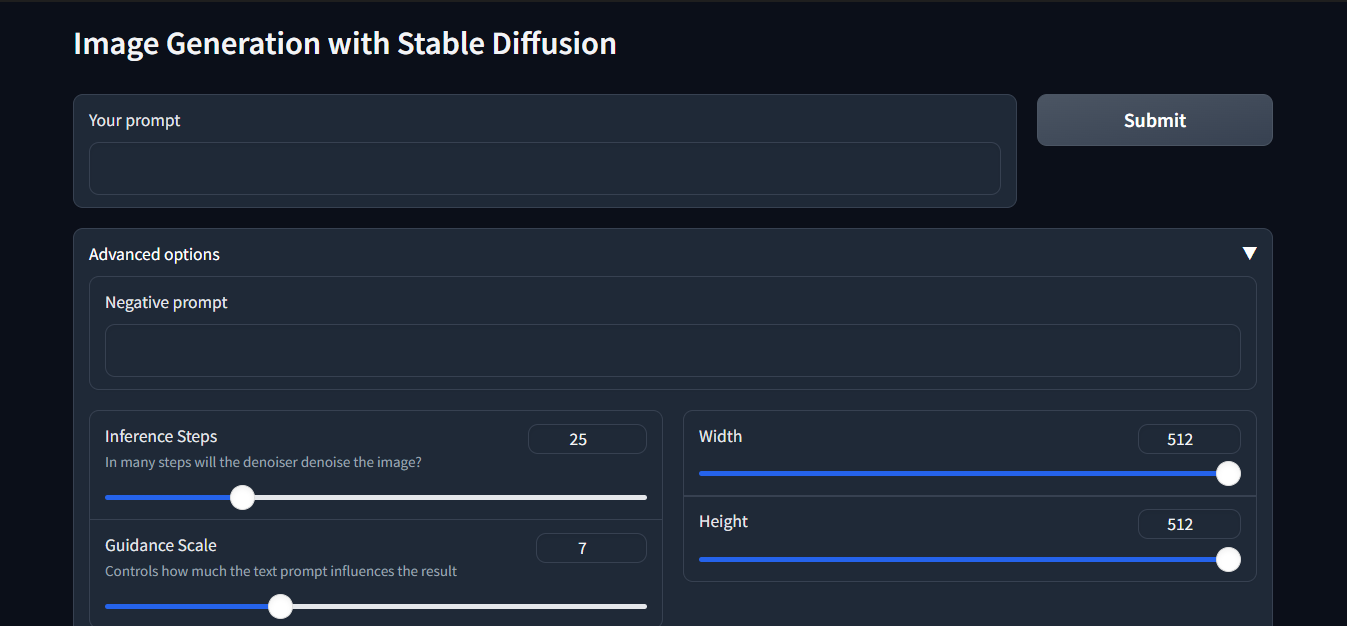 Image Generation with Stable Diffusion
Your prompt
Submit
Advanced options
Negative prompt
Inference Steps
25
In many steps will the denoiser denoise the image?
Guidance Scale
7
Controls how much the text prompt influences the result
Width
512
Height
512